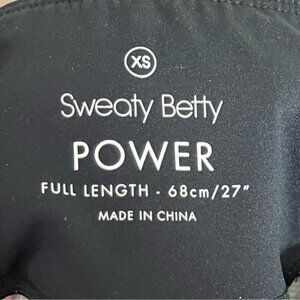 XS
Sweaty Betty
POWER
FULL LENGTH - 68cm/27"
MADE IN CHINA